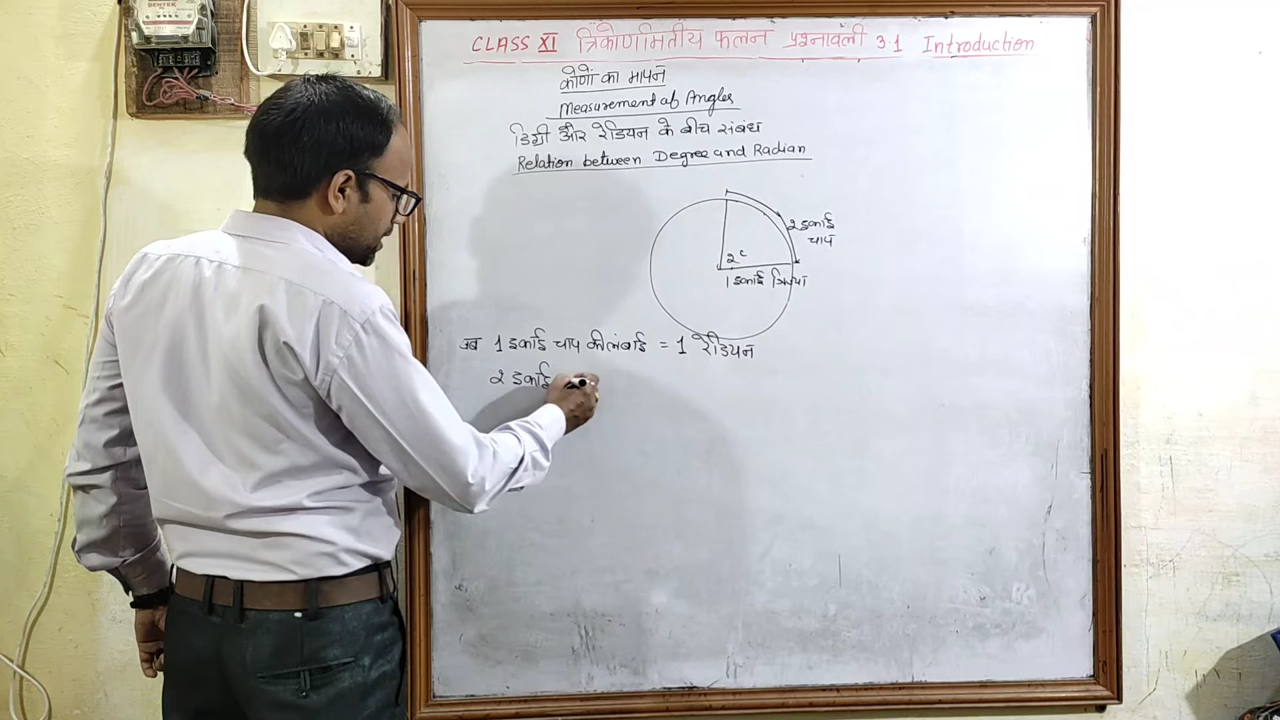 CLASS XI त्रिकोणमितीय फलन प्रश्नावली 3.1 Introduction
कोणों का मापन
Measurement of Angles
डिग्री और रेडियन के बीच संबंध
Relation between Degree and Radian
2 इकाई
चाप
2ᶜ
1 इकाई त्रिज्या
अब 1 इकाई चाप की लंबाई = 1 रेडियन
2 इकाई